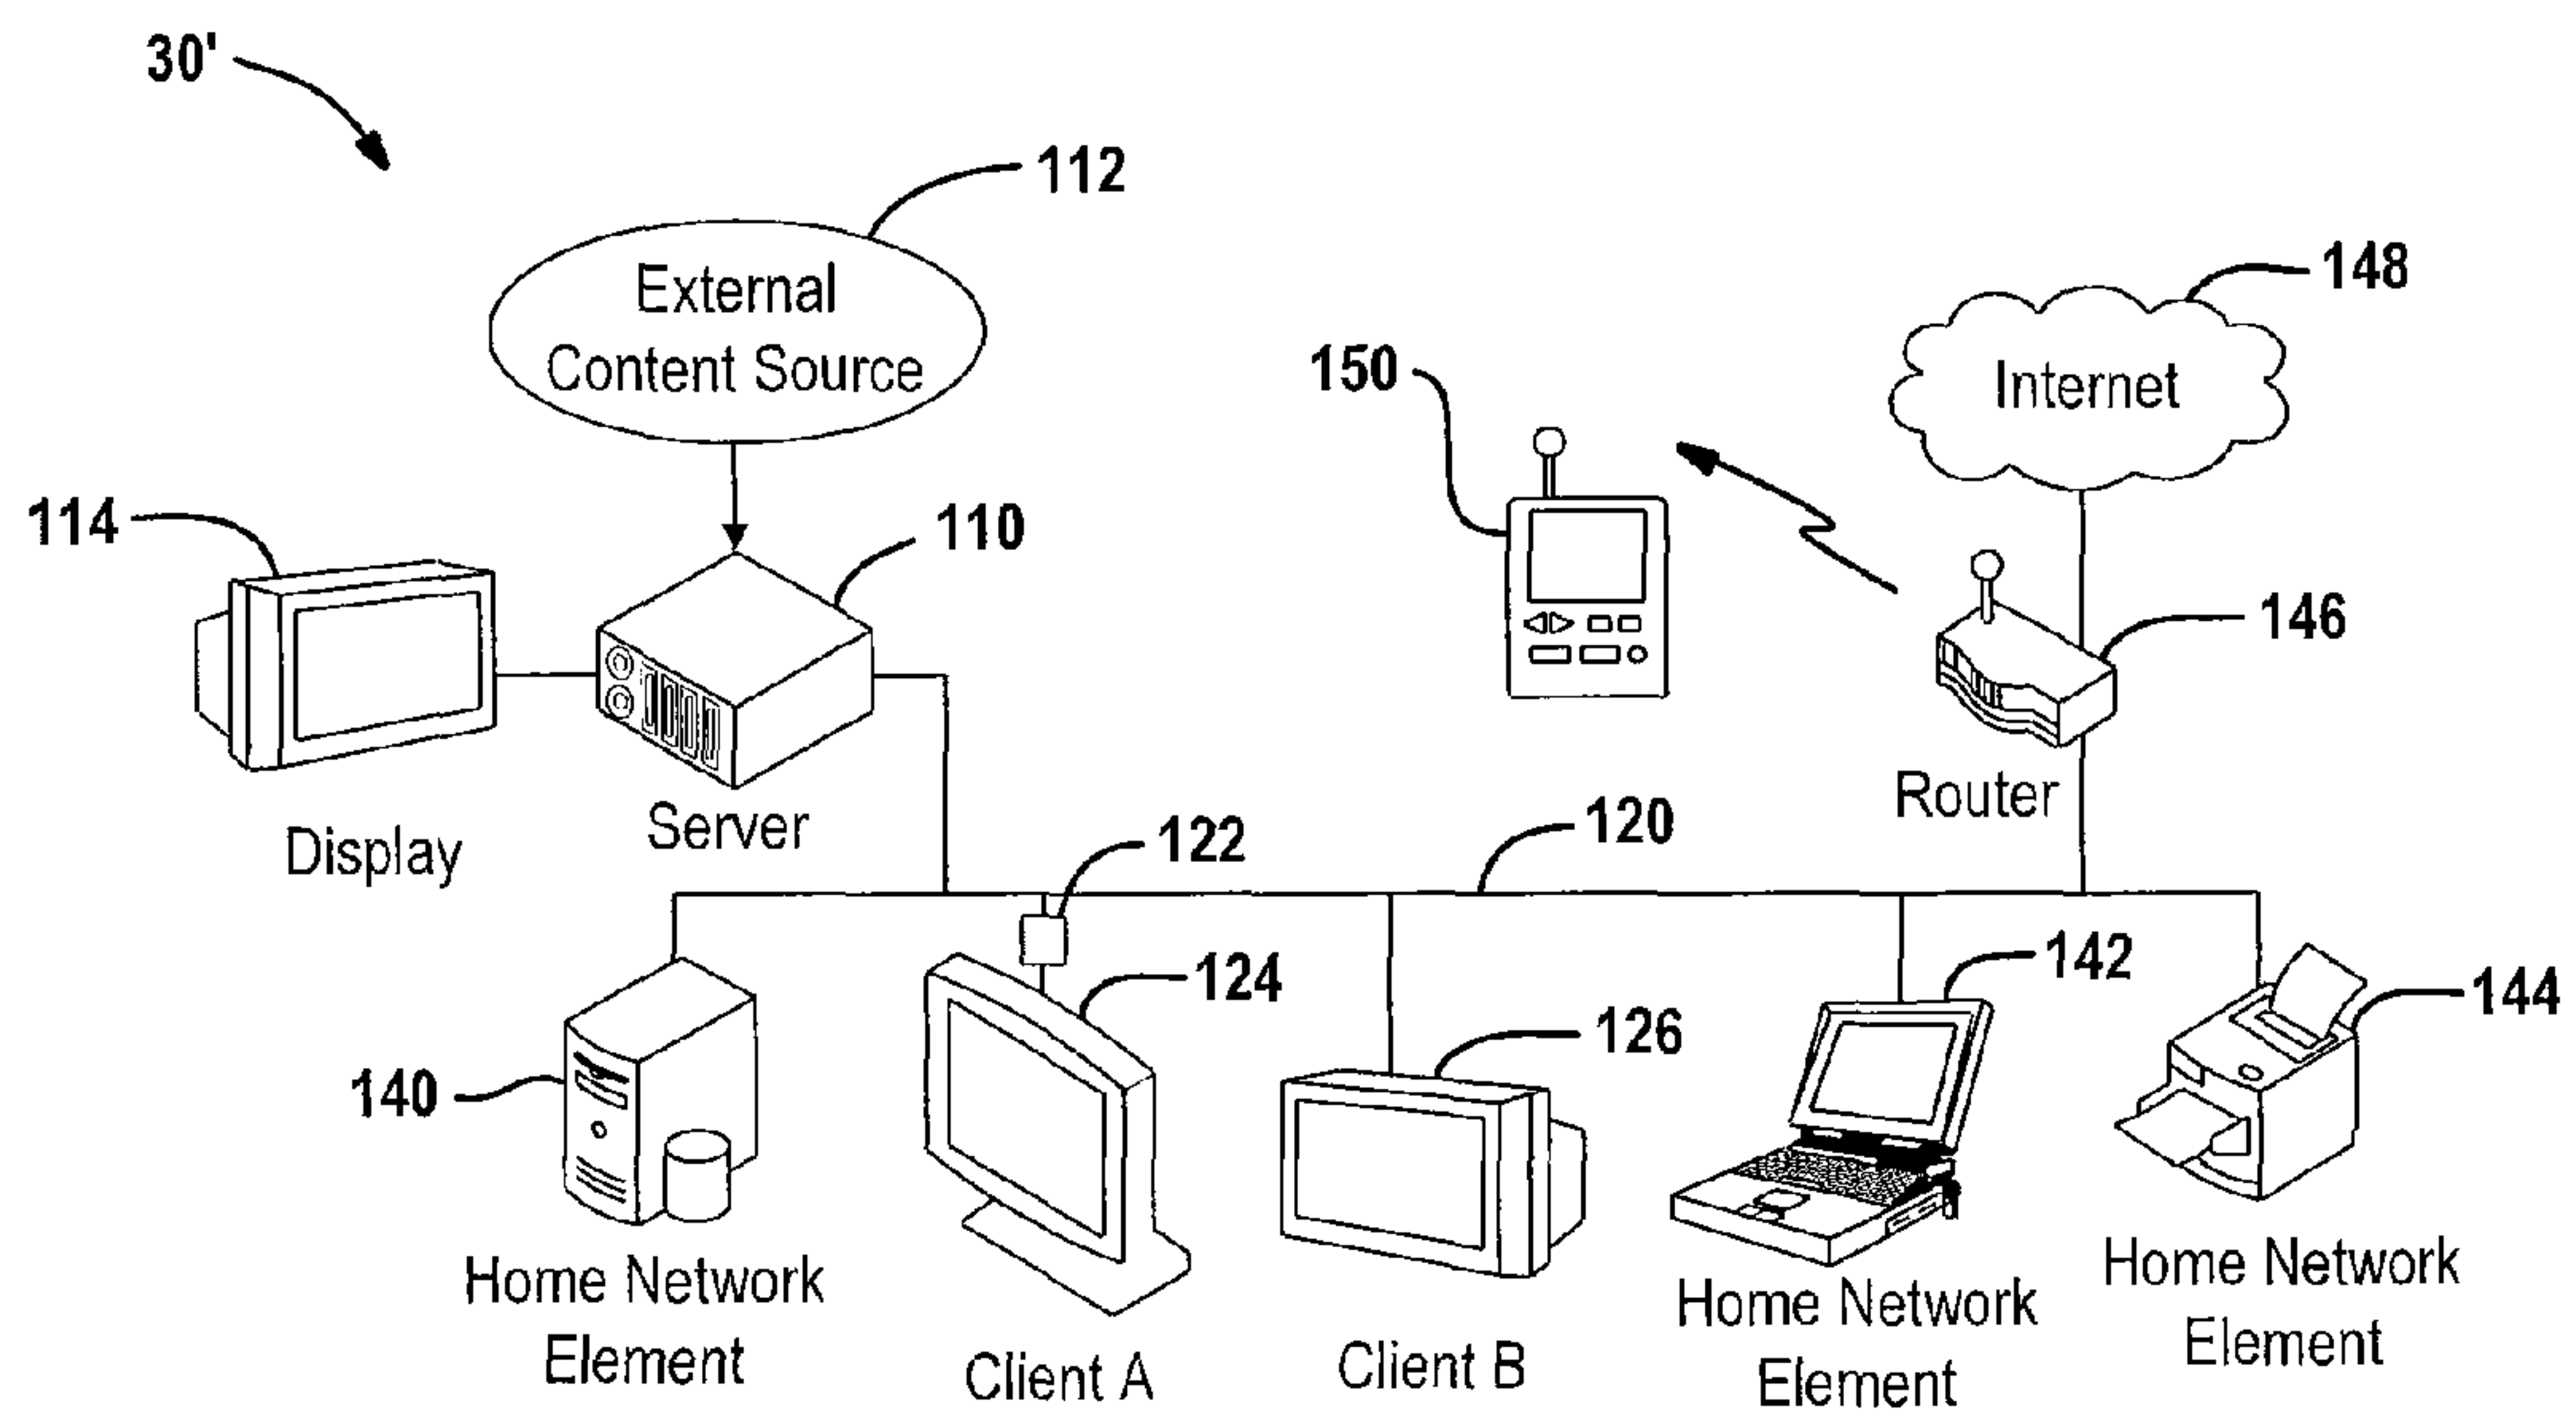 30'
112
External
Content Source
148
Internet
150
114
110
146
Router
Display
Server
122
120
124
142
144
126
140
Home Network
Element
Client A
Client B
Home Network
Element
Home Network
Element